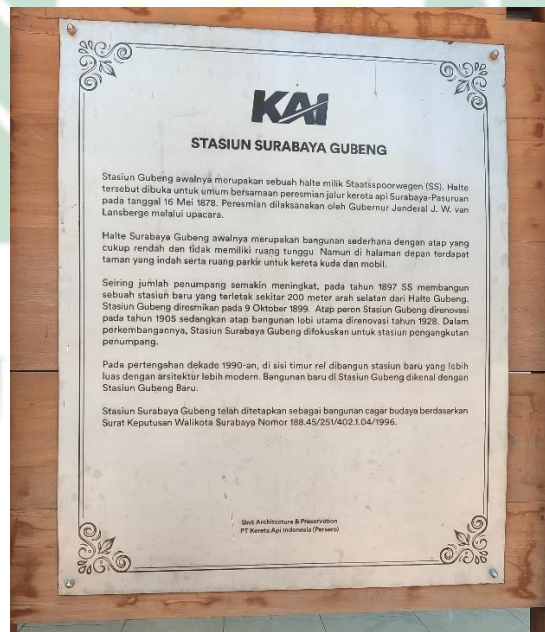 KAI
STASIUN SURABAYA GUBENG
Stasiun Gubeng awalnya merupakan sebuah halte milik Staatsspoorwegen (SS). Halte
tersebut dibuka untuk umum bersamaan peresmian jalur kereta api Surabaya-Pasuruan
pada tanggal 16 Mei 1878. Peresmian dilaksanakan oleh Gubernur Jenderal J. W. van
Lansberge melalui upacara.
Halte Surabaya Gubeng awalnya merupakan bangunan sederhana dengan atap yang
cukup rendah dan tidak memiliki ruang tunggu Namun di halaman depan terdapat
taman yang indah serta ruang parkir untuk kereta kuda dan mobil.
Seiring jumlah penumpang semakin meningkat, pada tahun 1897 SS membangun
sebuah stasiun baru yang terletak sekitar 200 meter arah selatan dari Halte Gubeng.
Stasiun Gubeng diresmikan pada 9 Oktober 1899. Atap peron Stasiun Gubeng direnovasi
pada tahun 1905 sedangkan atap bangunan lobi utama direnovasi tahun 1928. Dalam
perkembangannya, Stasiun Surabaya Gubeng difokuskan untuk stasiun pengangkutan
penumpang.
Pada pertengahan dekade 1990-an, di sisi timur rel dibangun stasiun baru yang lebih
luas dengan arsitektur lebih modern. Bangunan baru di Stasiun Gubeng dikenal dengan
Stasiun Gubeng Baru.
Stasiun Surabaya Gubeng telah ditetapkan sebagai bangunan cagar budaya berdasarkan
Surat Keputusan Walikota Surabaya Nomor 188.45/251/402.1.04/1996.
Unit Architecture & Preservation
PT Kereta Api Indonesia (Persero)